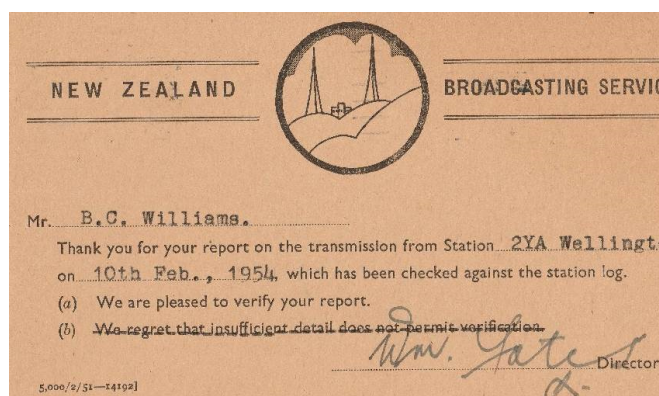 NEW ZEALAND BROADCASTING SERVIC
Mr. B.C. Williams.
Thank you for your report on the transmission from Station 2YA Wellingt
on 10th Feb., 1954, which has been checked against the station log.
(a) We are pleased to verify your report.
(b) We regret that insufficient detail does not permit verification.
Wm. Yates
Director
5,000/2/51—14192]